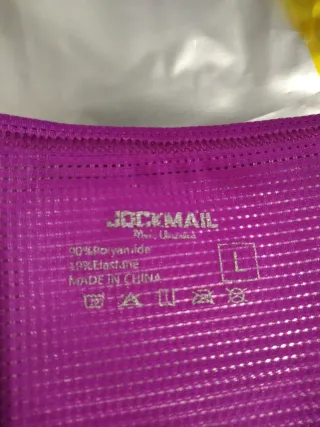 JOCKMAIL
90%Polyamide
10%Elastane
L
MADE IN CHINA